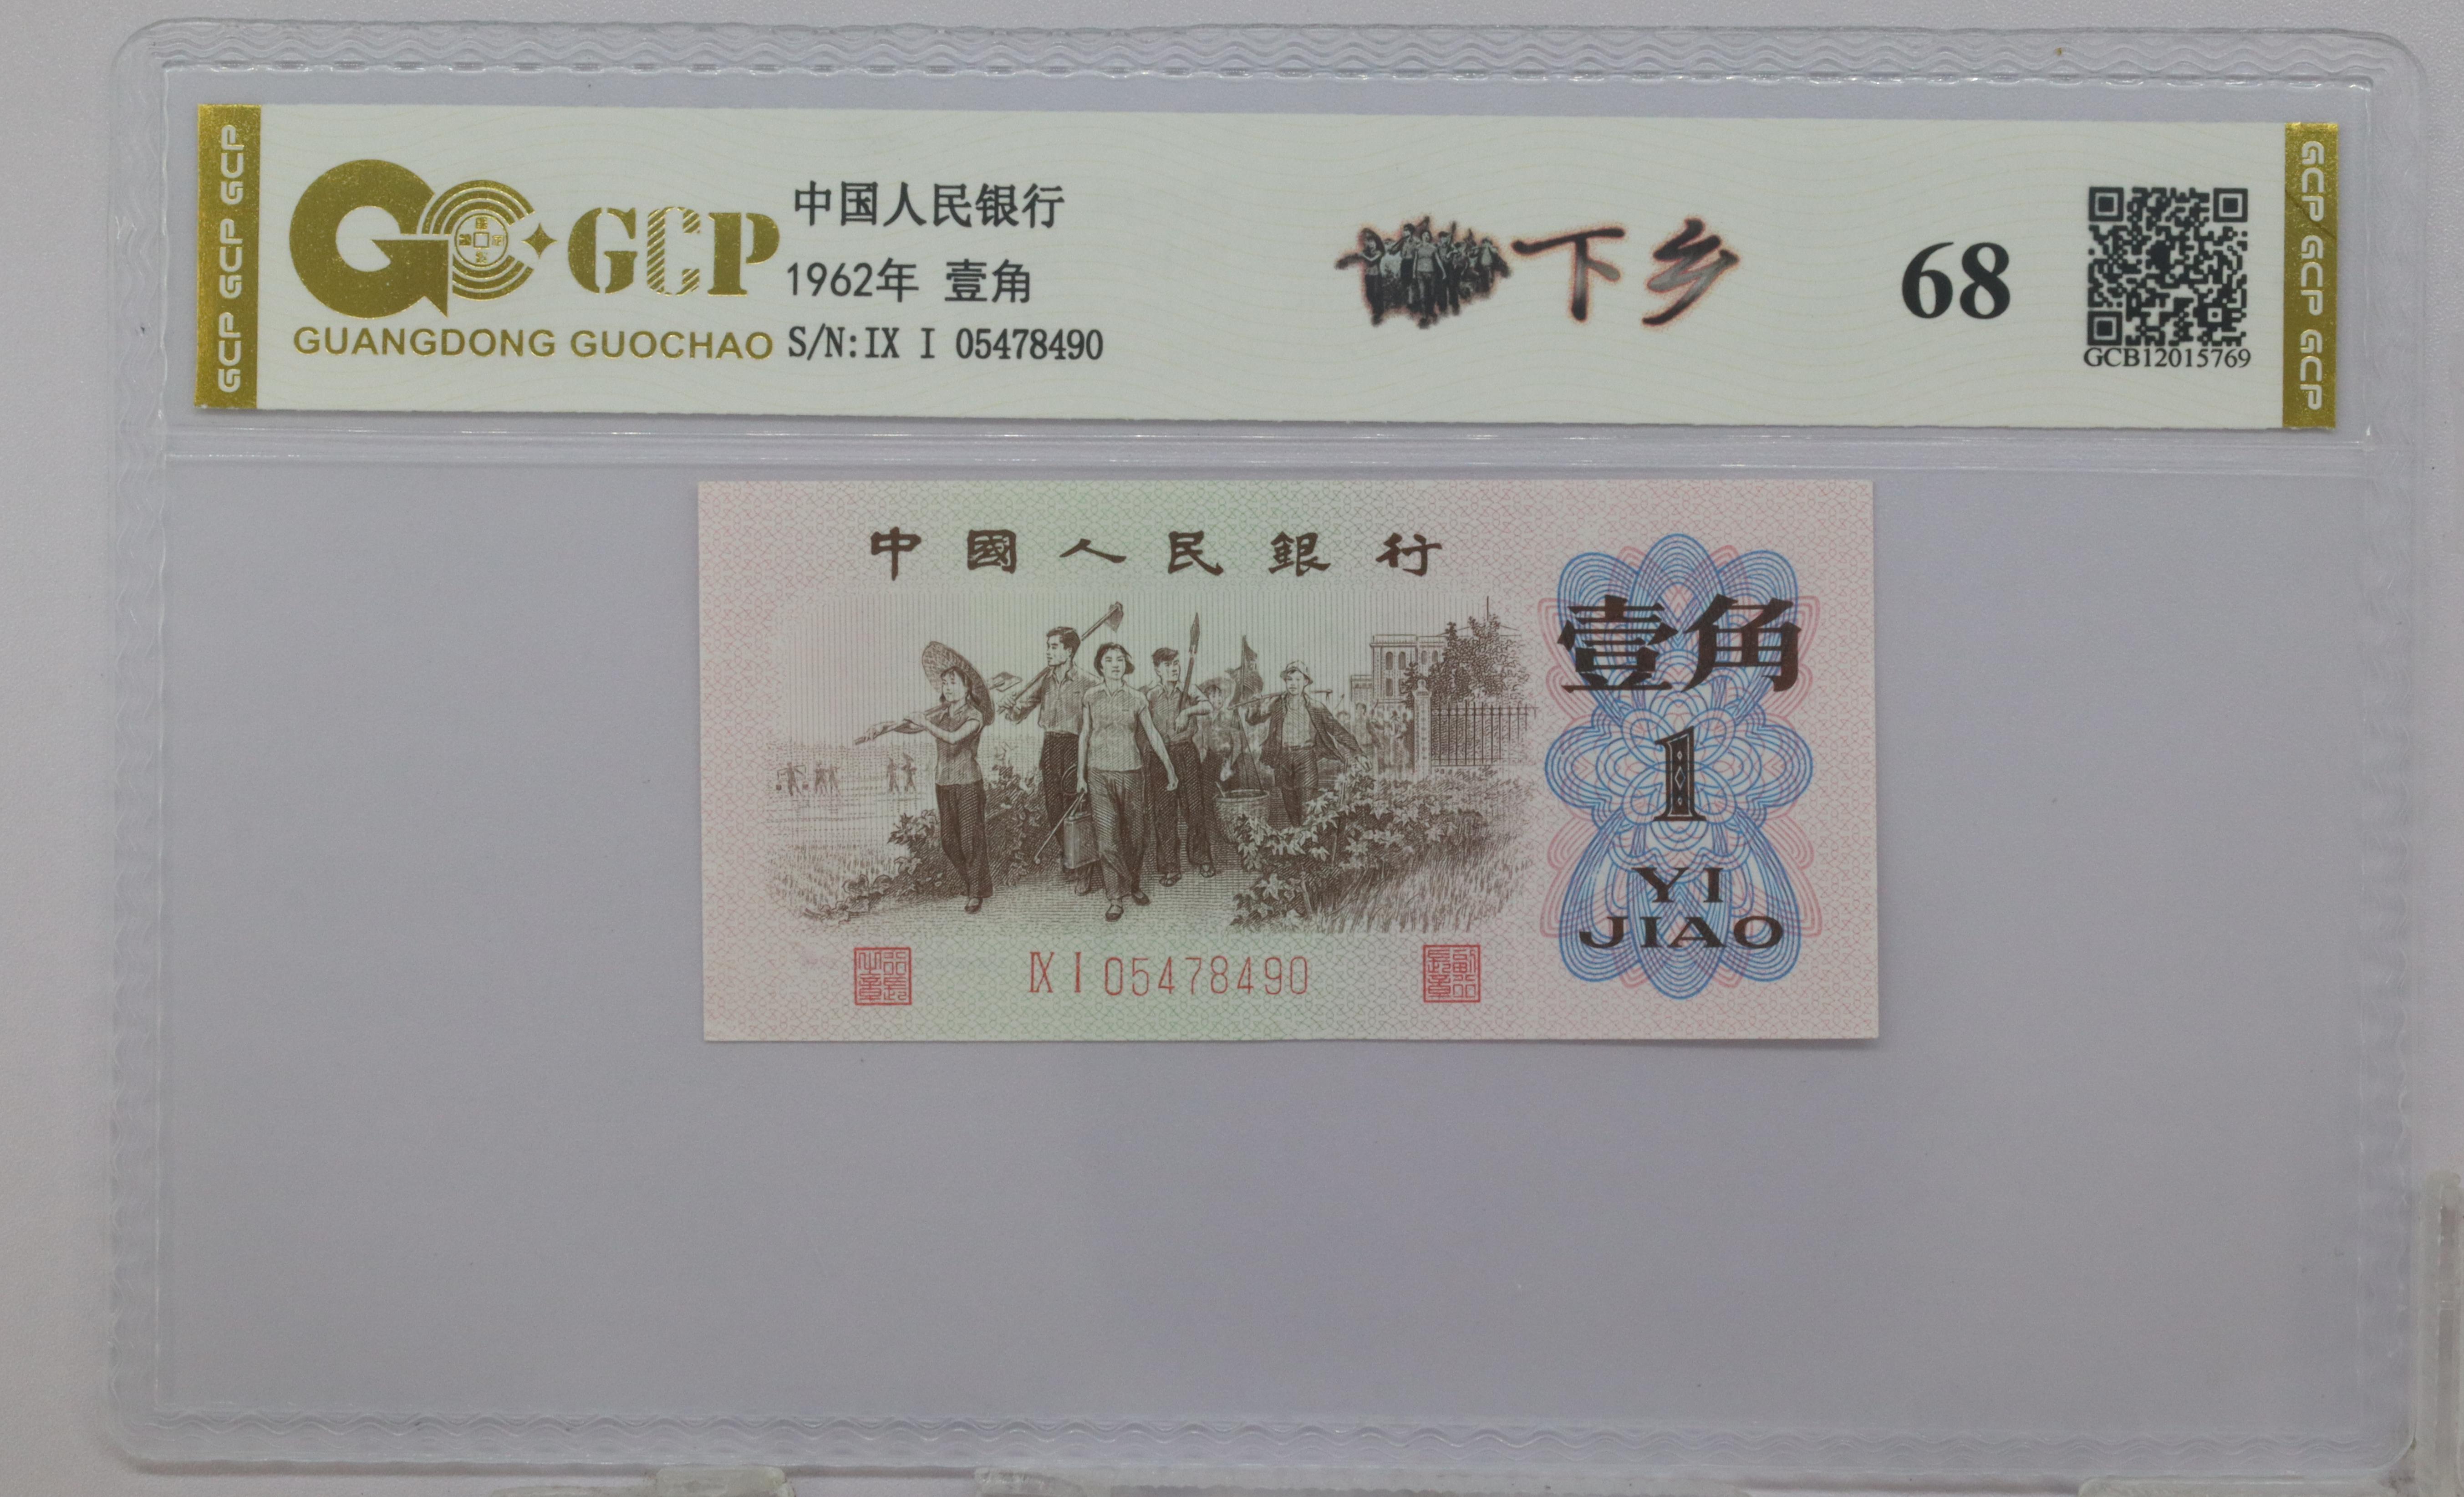 GCP GCP GCP
GCP
GUANGDONG GUOCHAO
中国人民银行
1962年 壹角
S/N:IX I 05478490
下乡
68
GCB12015769
GCP GCP GCP
中國人民銀行
壹角
1
YI
JIAO
IX I 05478490